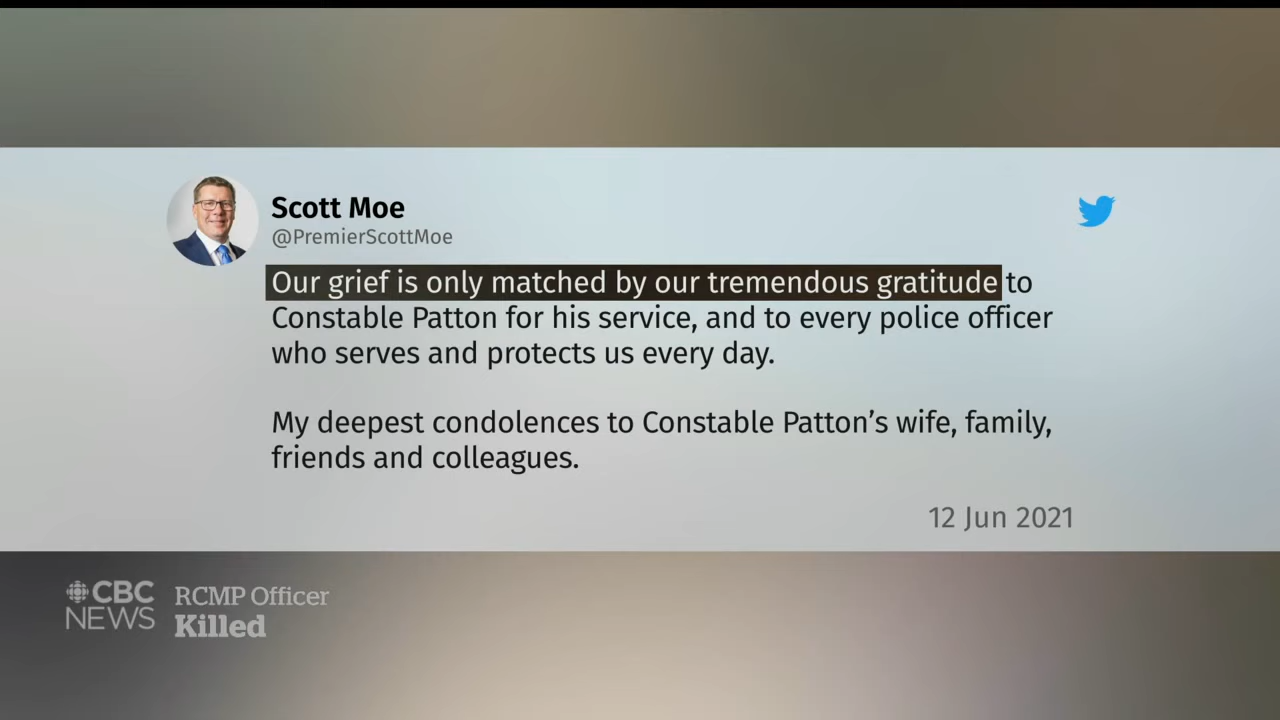 Scott Moe
@PremierScottMoe
Our grief is only matched by our tremendous gratitude to
Constable Patton for his service, and to every police officer
who serves and protects us every day.
My deepest condolences to Constable Patton’s wife, family,
friends and colleagues.
12 Jun 2021
CBC
NEWS
RCMP Officer
Killed